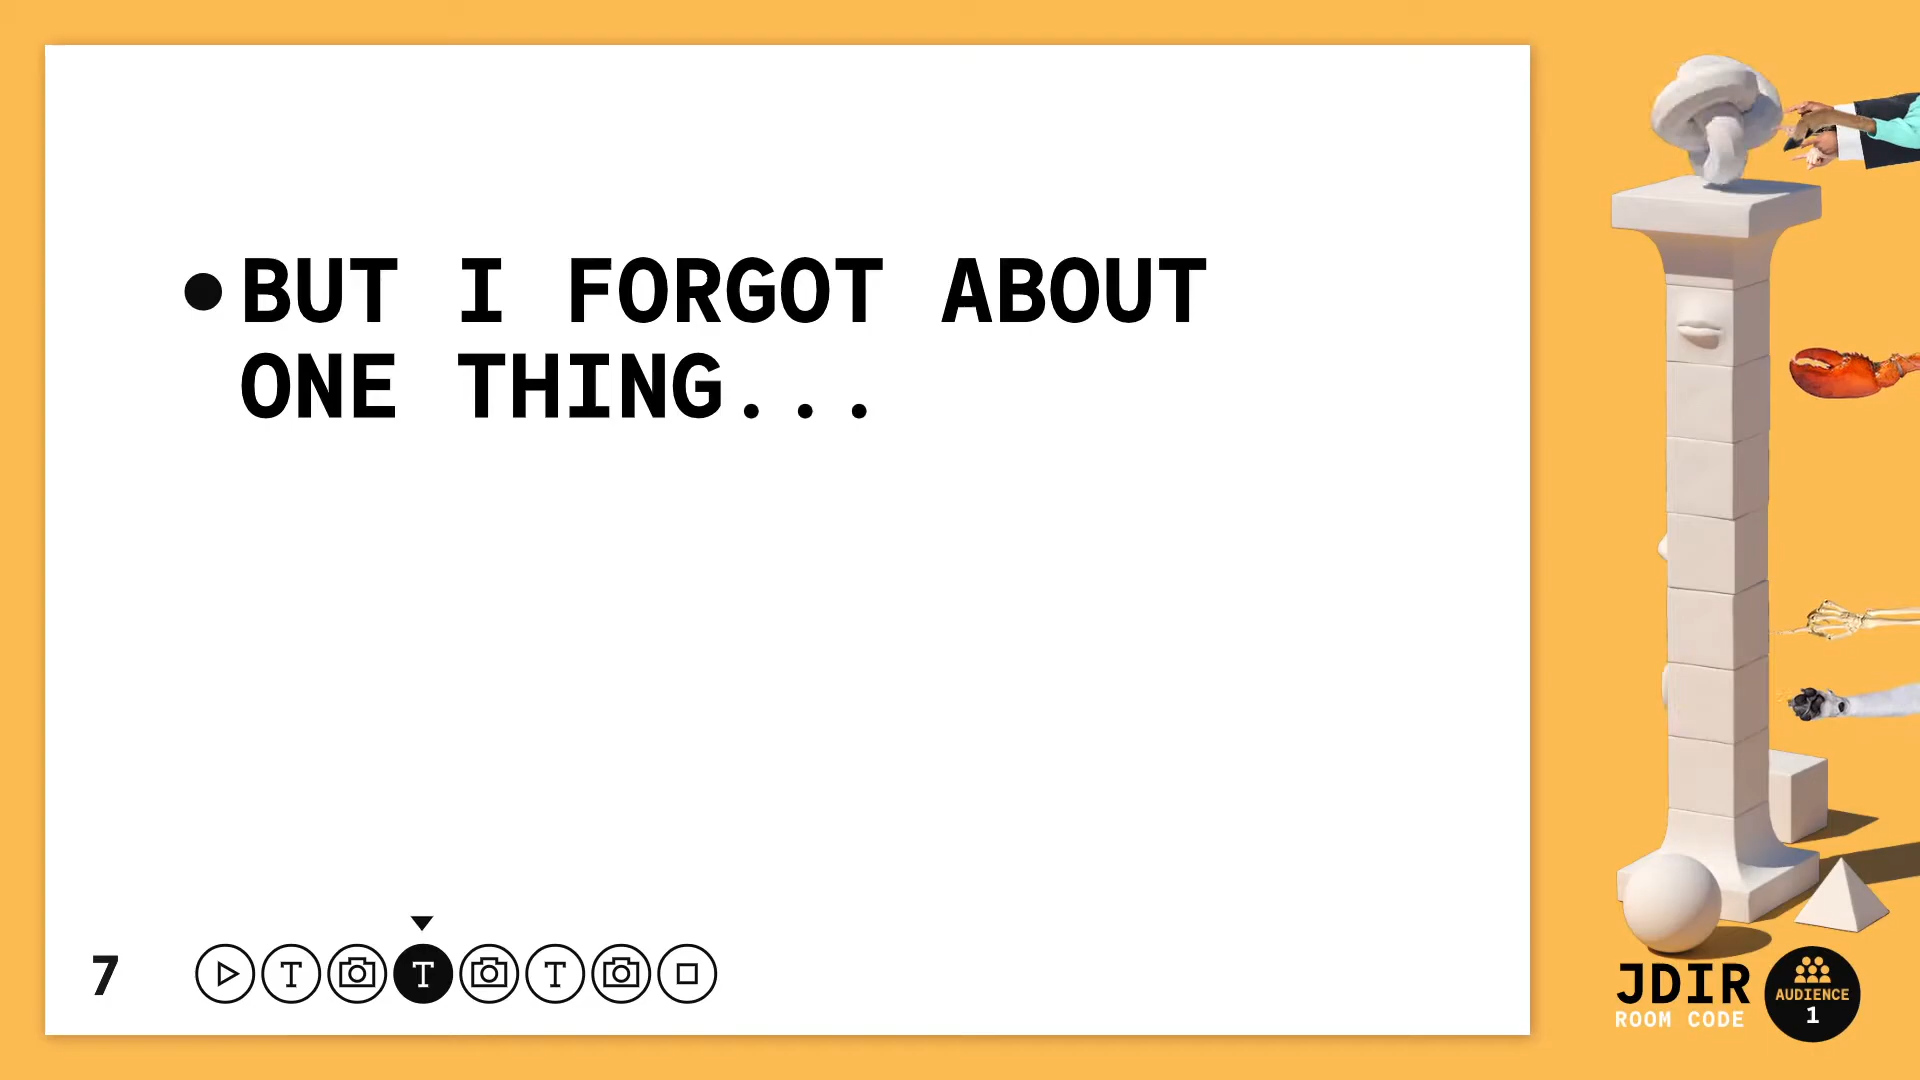 •BUT I FORGOT ABOUT
ONE THING...
7
T
T
T
JDIR
ROOM CODE
AUDIENCE
1